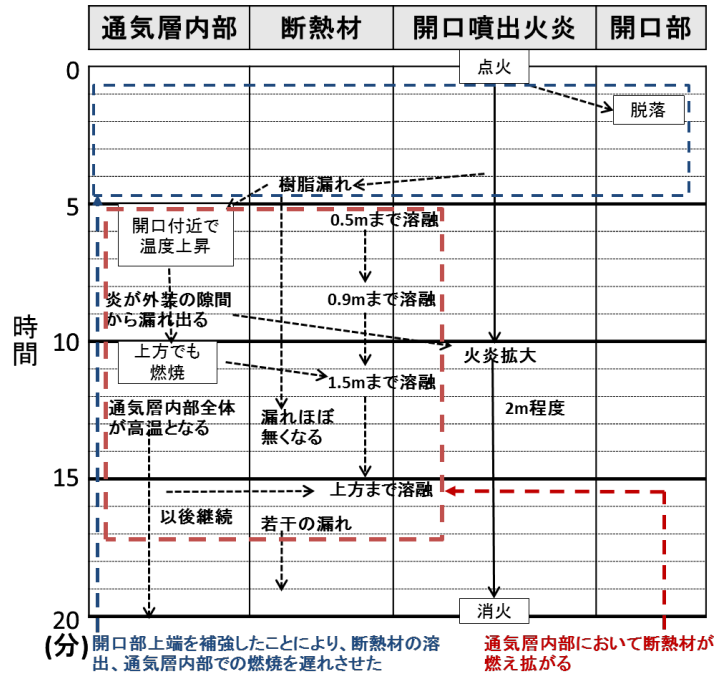 通気層内部 断熱材 開口噴出火炎 開口部
0
点火
脱落
樹脂漏れ
5
開口付近で
温度上昇
0.5mまで溶融
0.9mまで溶融
炎が外装の隙間
から漏れ出る
時間
10
上方でも
燃焼
火炎拡大
1.5mまで溶融
通気層内部全体
が高温となる
漏れほぼ
無くなる
2m程度
15
上方まで溶融
以後継続
若干の漏れ
消火
20
(分)
開口部上端を補強したことにより、断熱材の溶
出、通気層内部での燃焼を遅れさせた
通気層内部において断熱材が
燃え拡がる